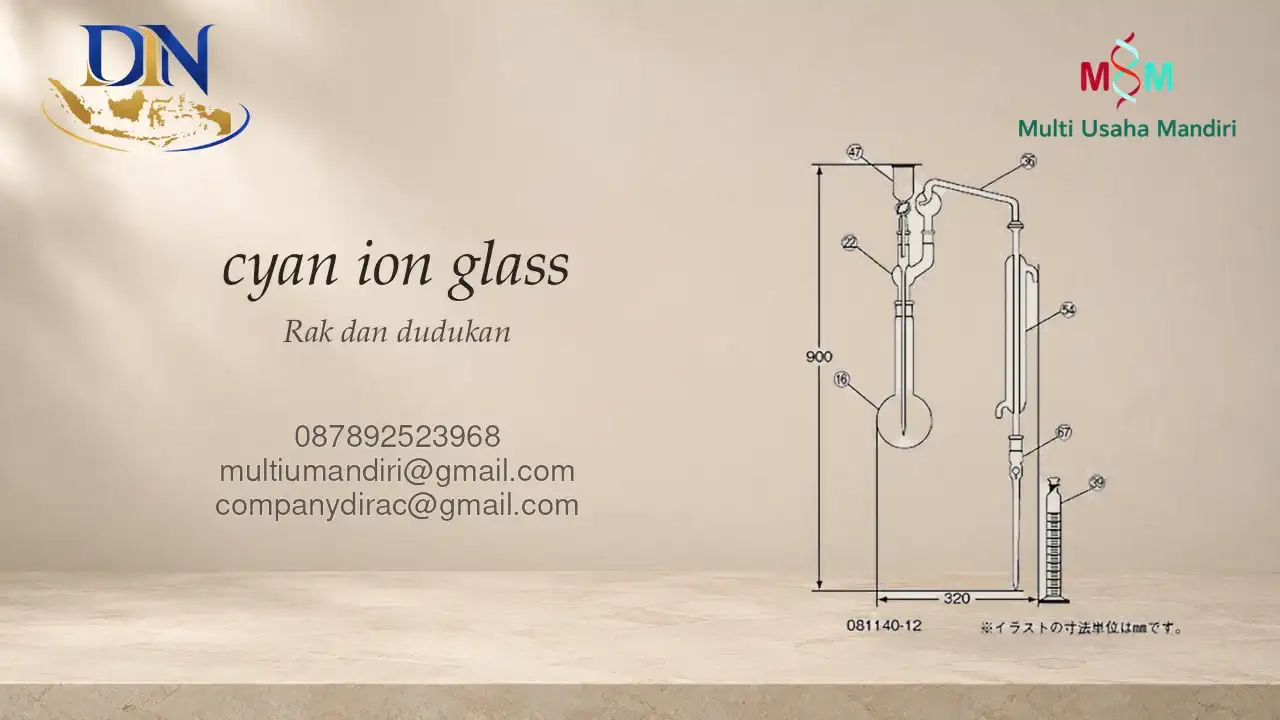 DIN
M M
Multi Usaha Mandiri
cyan ion glass
Rak dan dudukan
087892523968
multiumandiri@gmail.com
companydirac@gmail.com
47
36
22
54
900
16
67
39
320
081140-12
※イラストの寸法単位は㎜です。